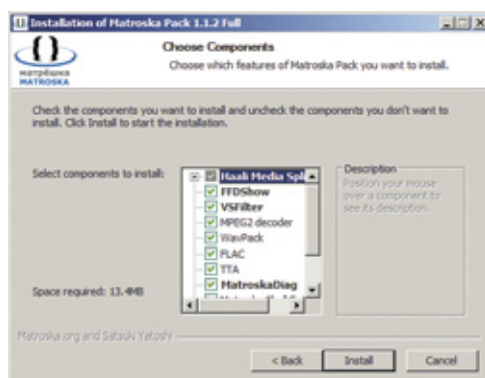 Installation of Matroska Pack 1.1.2 Full
матрёшка
MATROSKA
Choose Components
Choose which features of Matroska Pack you want to install.
Check the components you want to install and uncheck the components you don't want to
install. Click Install to start the installation.
Select components to install:
Haali Media Spl
FFDShow
VSFilter
MPEG2 decoder
WavPack
FLAC
TTA
MatroskaDiag
Description
Position your mouse
over a component to
see its description.
Space required: 13.4MB
Matroska.org and Satsuki Yatoshi
< Back
Install
Cancel